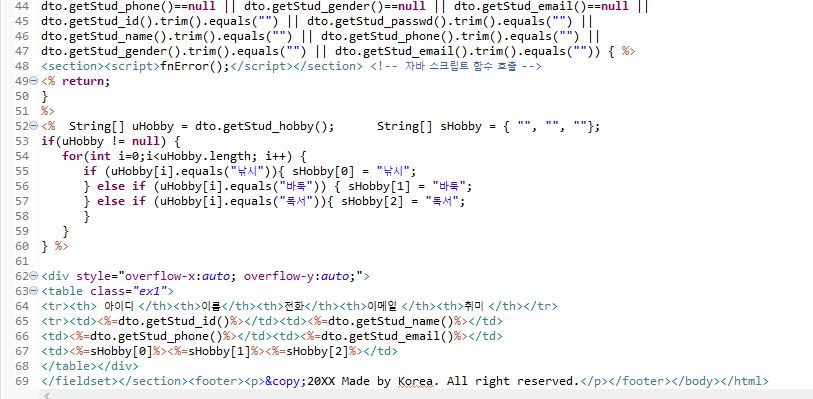 44 dto.getStud_phone()==null || dto.getStud_gender()==null || dto.getStud_email()==null ||
45 dto.getStud_id().trim().equals("") || dto.getStud_passwd().trim().equals("") ||
46 dto.getStud_name().trim().equals("") || dto.getStud_phone().trim().equals("") ||
47 dto.getStud_gender().trim().equals("") || dto.getStud_email().trim().equals("")) { %>
48 <section><script>fnError();</script></section> <!-- 자바 스크립트 함수 호출 -->
49 <% return;
50 }
51 %>
52 <%  String[] uHobby = dto.getStud_hobby();      String[] sHobby = { "", "", ""};
53 if(uHobby != null) {
54    for(int i=0;i<uHobby.length; i++) {
55       if (uHobby[i].equals("낚시")){ sHobby[0] = "낚시";
56       } else if (uHobby[i].equals("바둑")) { sHobby[1] = "바둑";
57       } else if (uHobby[i].equals("독서")){ sHobby[2] = "독서";
58       }
59    }
60 } %>
61
62 <div style="overflow-x:auto; overflow-y:auto;">
63 <table class="ex1">
64 <tr><th> 아이디 </th><th>이름</th><th>전화</th><th>이메일 </th><th>취미 </th></tr>
65 <tr><td><%=dto.getStud_id()%></td><td><%=dto.getStud_name()%></td>
66 <td><%=dto.getStud_phone()%></td><td><%=dto.getStud_email()%></td>
67 <td><%=sHobby[0]%><%=sHobby[1]%><%=sHobby[2]%></td>
68 </table></div>
69 </fieldset></section><footer><p>&copy;20XX Made by Korea. All right reserved.</p></footer></body></html>